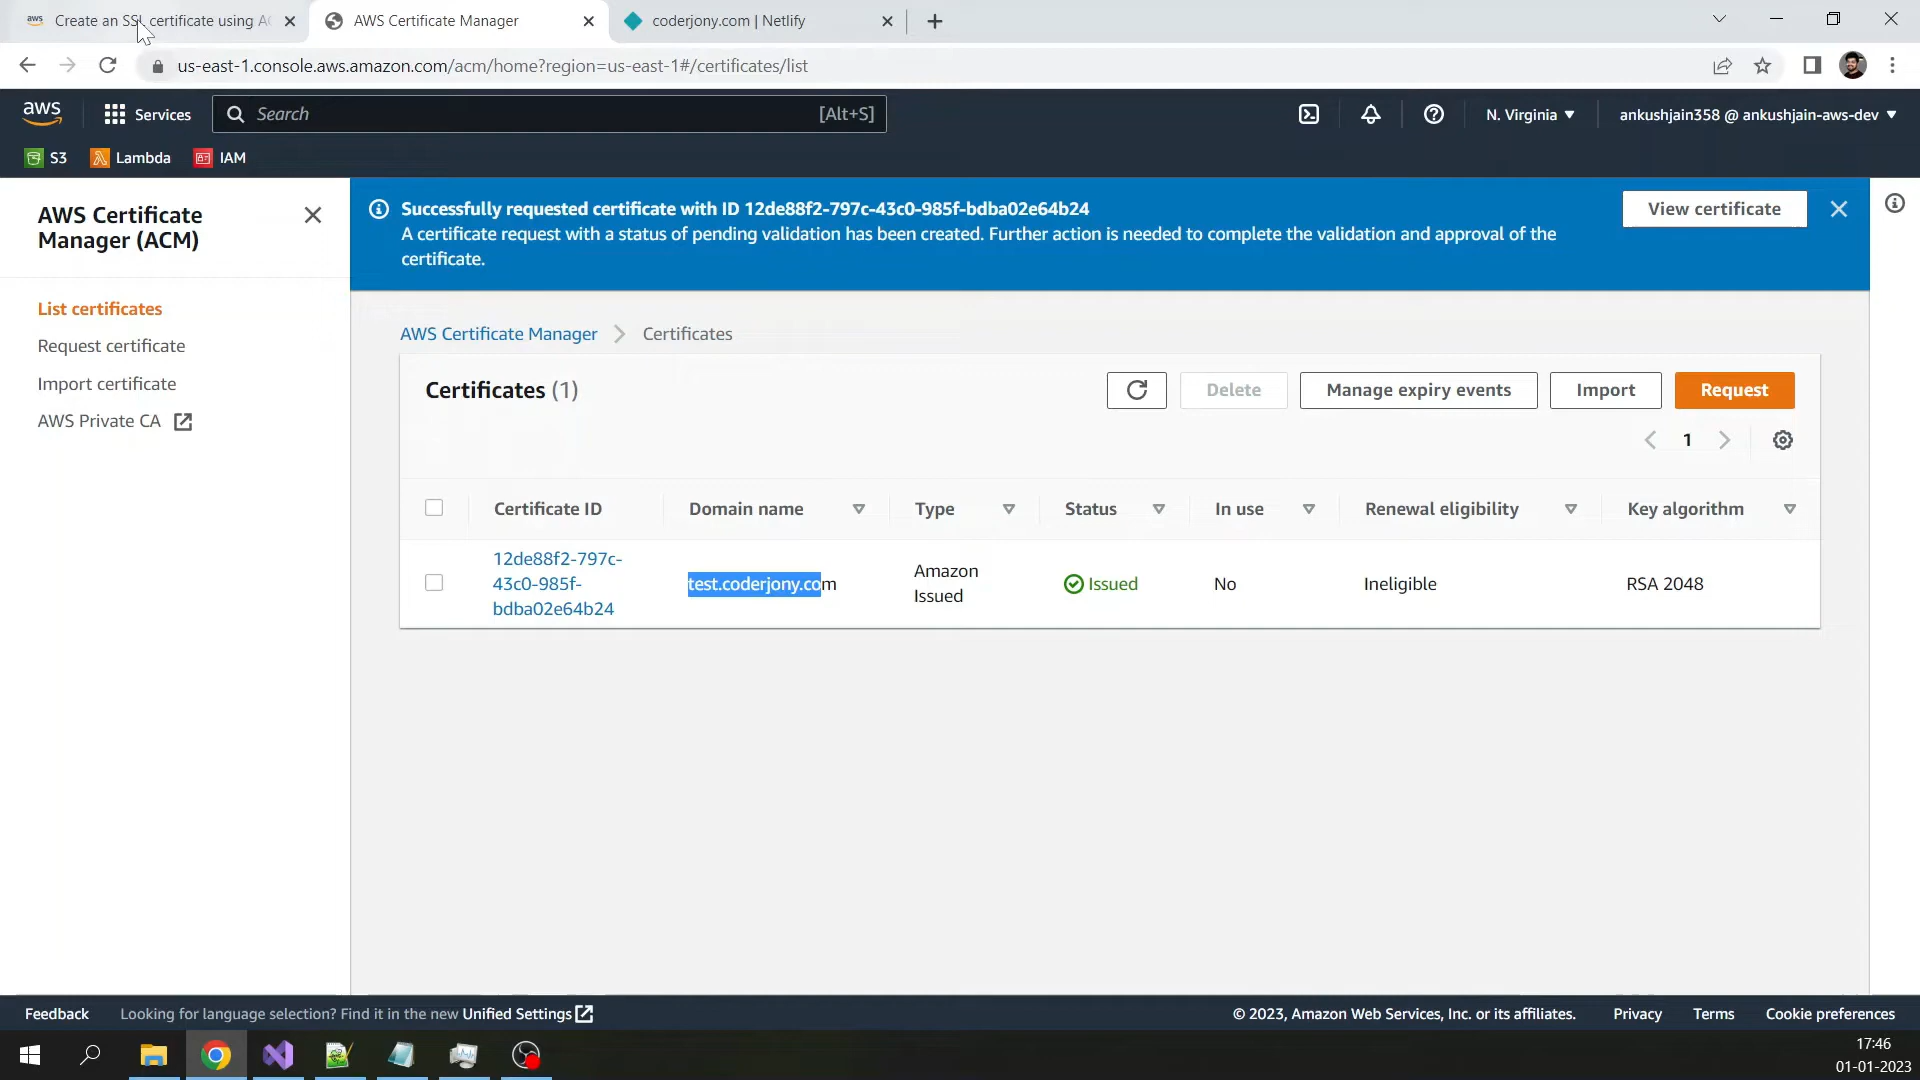 Create an SSL certificate using AC
AWS Certificate Manager
coderjony.com | Netlify
us-east-1.console.aws.amazon.com/acm/home?region=us-east-1#/certificates/list
aws
Services
Search
[Alt+S]
N. Virginia
ankushjain358 @ ankushjain-aws-dev
S3
Lambda
IAM
AWS Certificate
Manager (ACM)
List certificates
Request certificate
Import certificate
AWS Private CA
Successfully requested certificate with ID 12de88f2-797c-43c0-985f-bdba02e64b24
A certificate request with a status of pending validation has been created. Further action is needed to complete the validation and approval of the
certificate.
View certificate
AWS Certificate Manager
Certificates
Certificates (1)
Delete
Manage expiry events
Import
Request
1
Certificate ID
Domain name
Type
Status
In use
Renewal eligibility
Key algorithm
12de88f2-797c-
43c0-985f-
bdba02e64b24
test.coderjony.com
Amazon
Issued
Issued
No
Ineligible
RSA 2048
Feedback
Looking for language selection? Find it in the new Unified Settings
© 2023, Amazon Web Services, Inc. or its affiliates.
Privacy
Terms
Cookie preferences
17:46
01-01-2023